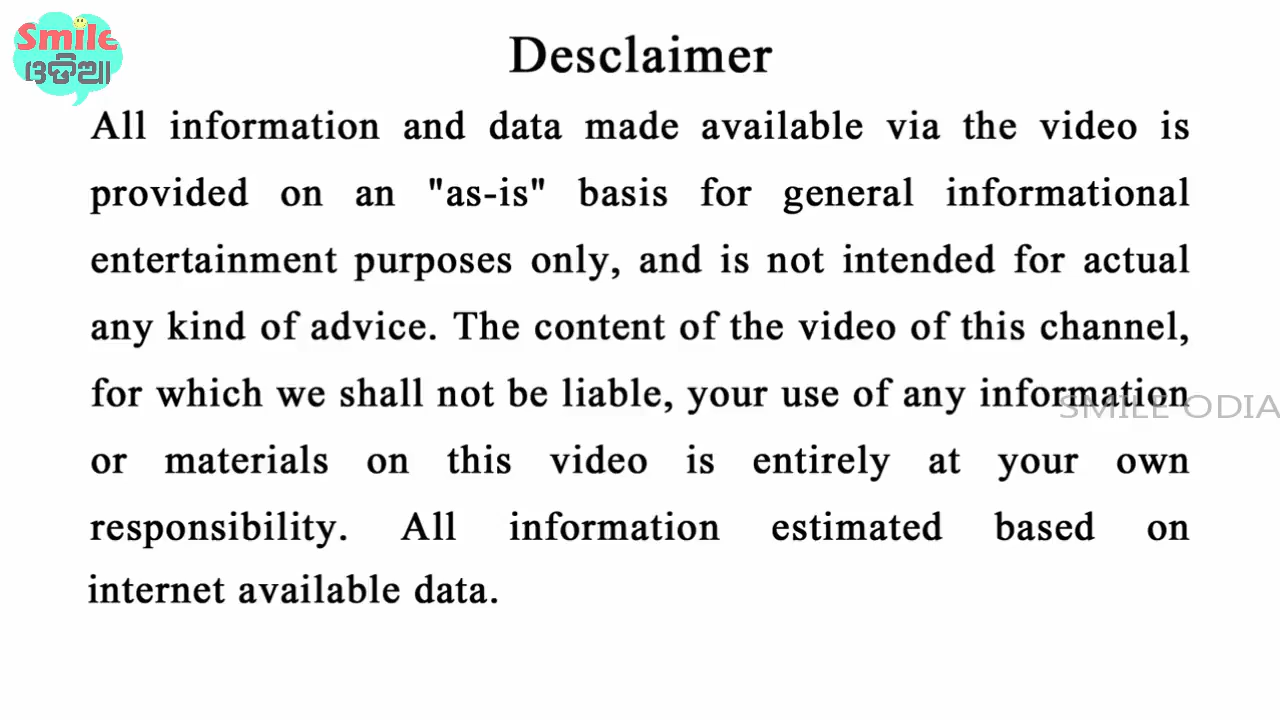 Smile
ଓଡିଆ
Desclaimer
All information and data made available via the video is
provided on an "as-is" basis for general informational
entertainment purposes only, and is not intended for actual
any kind of advice. The content of the video of this channel,
for which we shall not be liable, your use of any information
SMILE ODIA
or materials on this video is entirely at your own
responsibility. All information estimated based on
internet available data.